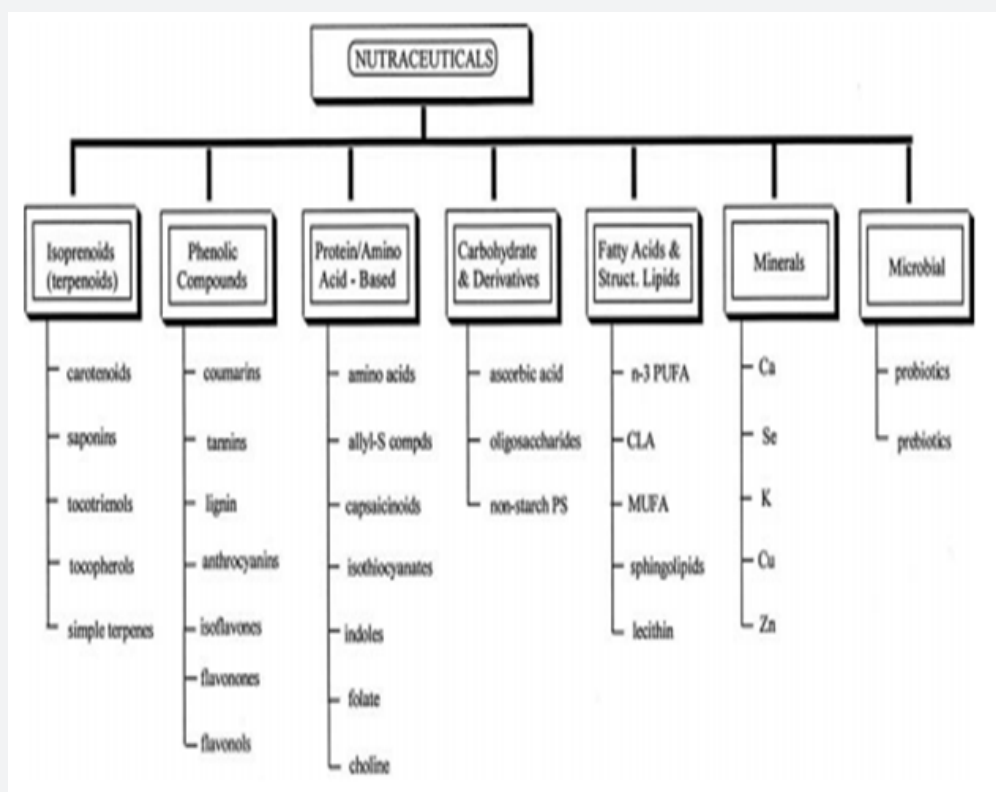 NUTRACEUTICALS
Isoprenoids
(terpenoids)
carotenoids
saponins
tocotrienols
tocopherols
simple terpenes
Phenolic
Compounds
coumarins
tannins
lignin
anthrocyanins
isoflavones
flavonones
flavonols
Protein/Amino
Acid - Based
amino acids
allyl-S compds
capsaicinoids
isothiocyanates
indoles
folate
choline
Carbohydrate
& Derivatives
ascorbic acid
oligosaccharides
non-starch PS
Fatty Acids &
Struct. Lipids
n-3 PUFA
CLA
MUFA
sphingolipids
lecithin
Minerals
Ca
Se
K
Cu
Zn
Microbial
probiotics
prebiotics